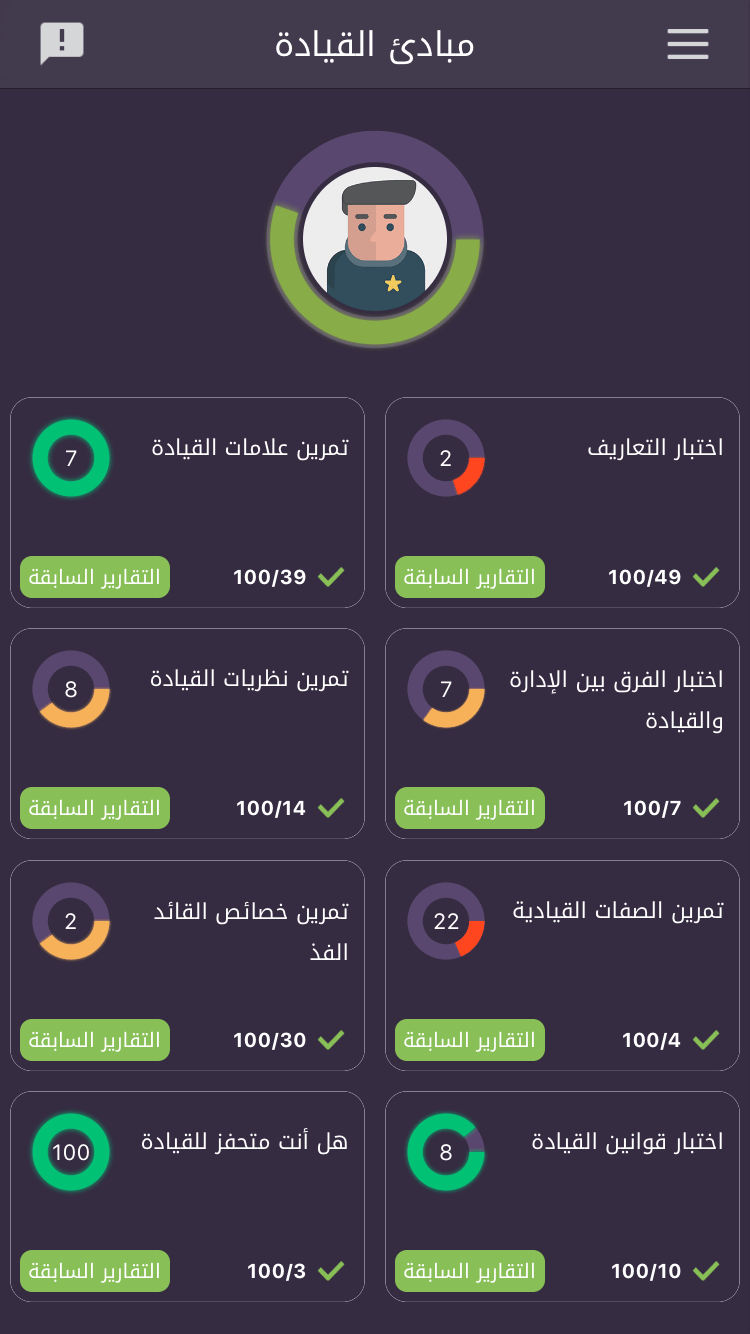 مبادئ القيادة
اختبار التعاريف
2
100/49
التقارير السابقة
تمرين علامات القيادة
7
100/39
التقارير السابقة
اختبار الفرق بين الإدارة
والقيادة
7
100/7
التقارير السابقة
تمرين نظريات القيادة
8
100/14
التقارير السابقة
تمرين الصفات القيادية
22
100/4
التقارير السابقة
تمرين خصائص القائد
الفذ
2
100/30
التقارير السابقة
اختبار قوانين القيادة
8
100/10
التقارير السابقة
هل أنت متحفز للقيادة
100
100/3
التقارير السابقة